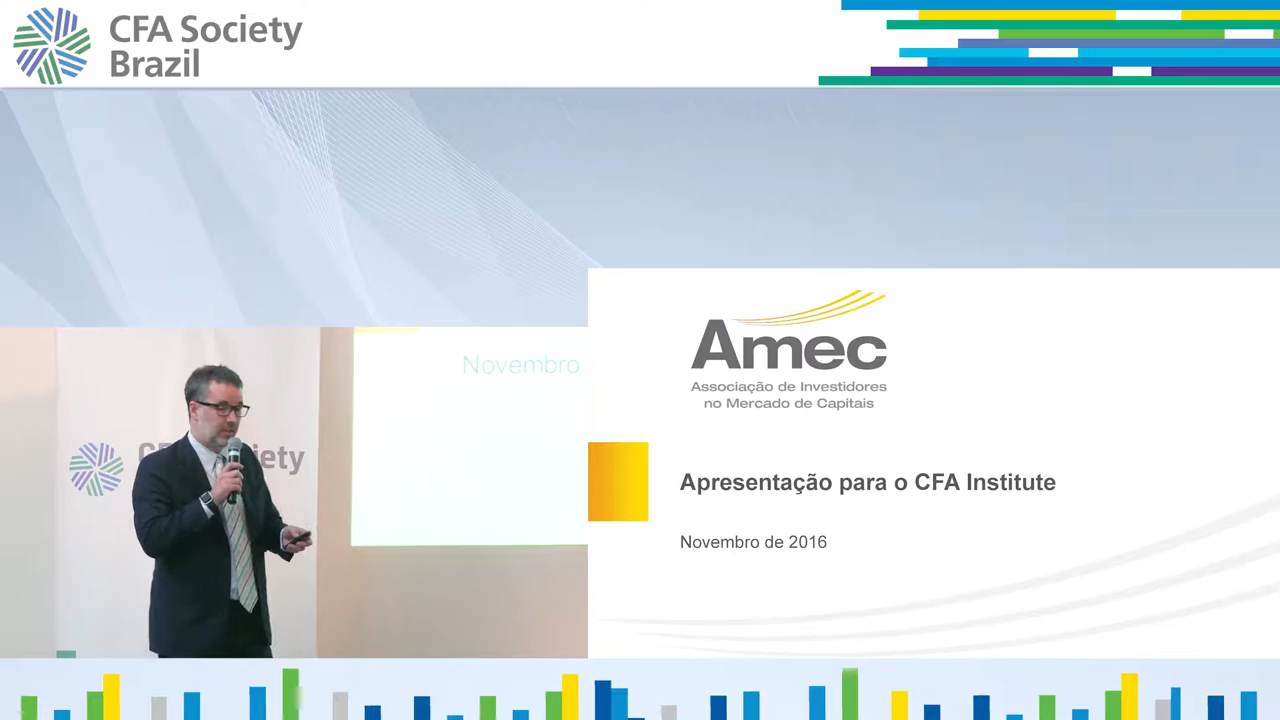 CFA Society
Brazil
Novembro
Amec
Associação de Investidores
no Mercado de Capitais
Apresentação para o CFA Institute
Novembro de 2016